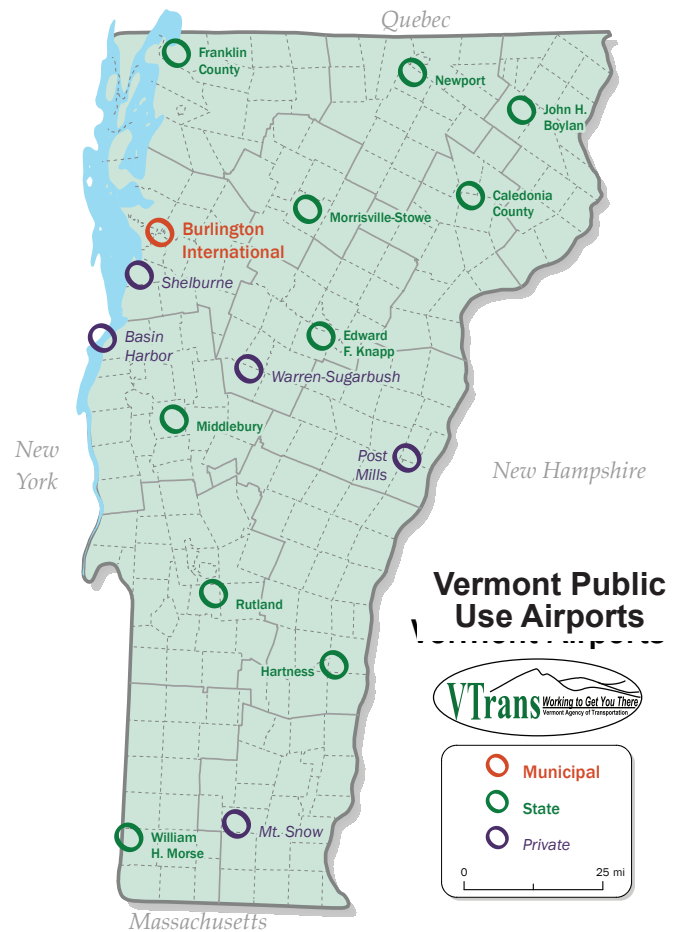 Quebec
Franklin
County
Newport
John H.
Boylan
Caledonia
County
Morrisville-Stowe
Burlington
International
Shelburne
Basin
Harbor
Edward
F. Knapp
Warren-Sugarbush
Middlebury
Post
Mills
New
York
New Hampshire
Vermont Public
Use Airports
Vermont Airports
Rutland
Hartness
VTrans
Working to Get You There
Vermont Agency of Transportation
Municipal
State
Private
0 25 mi
William
H. Morse
Mt. Snow
Massachusetts